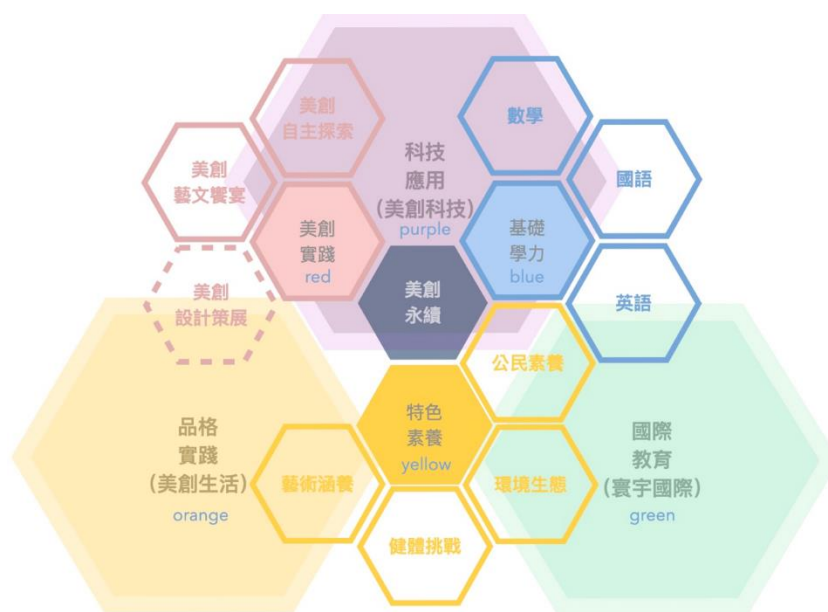 美創
自主探索
數學
美創
藝文饗宴
科技
應用
(美創科技)
purple
國語
美創
實踐
red
基礎
學力
blue
美創
設計策展
美創
永續
英語
公民素養
品格
實踐
(美創生活)
orange
特色
素養
yellow
國際
教育
(寰宇國際)
green
藝術涵養
環境生態
健體挑戰